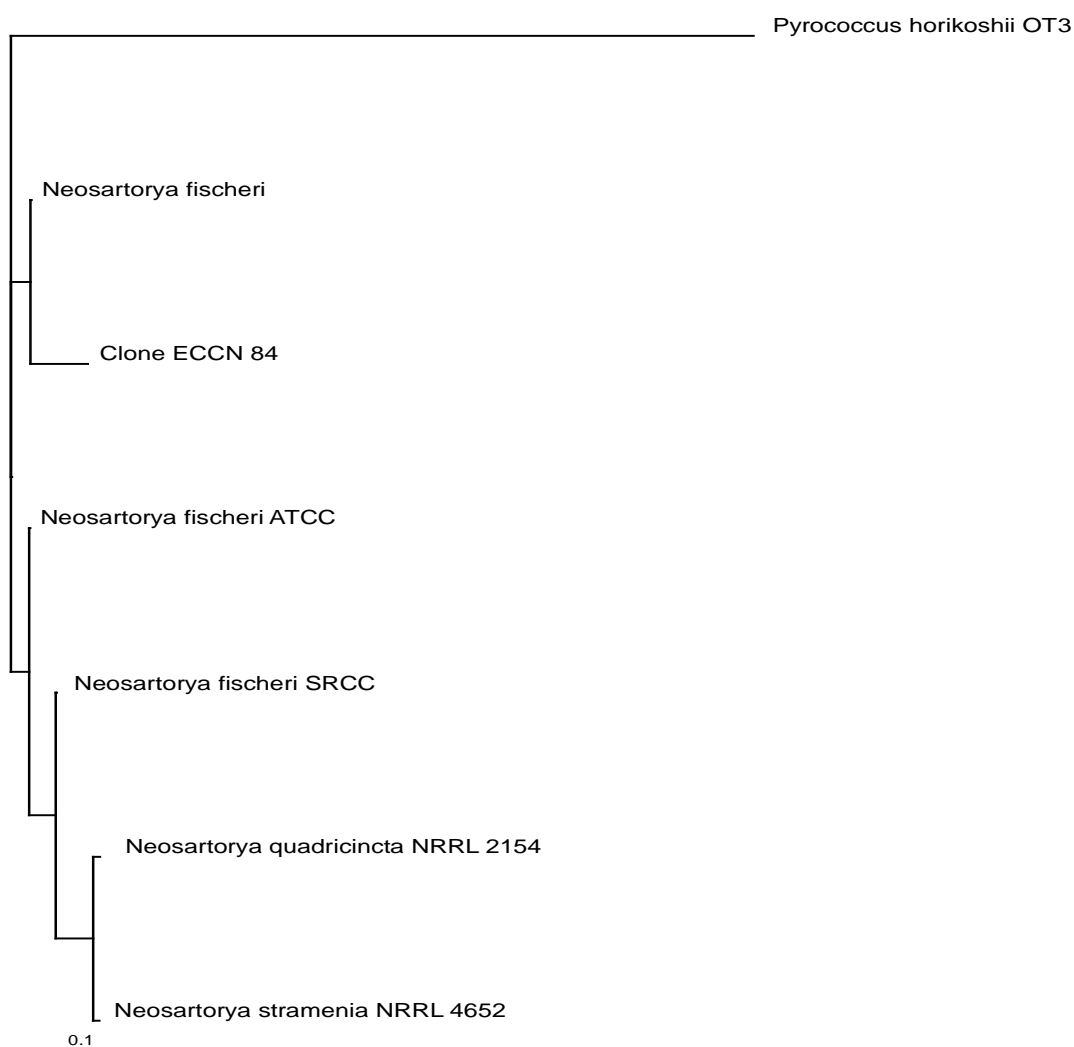 Pyrococcus horikoshii OT3
Neosartorya fischeri
Clone ECCN 84
Neosartorya fischeri ATCC
Neosartorya fischeri SRCC
Neosartorya quadricincta NRRL 2154
Neosartorya stramenia NRRL 4652
0.1